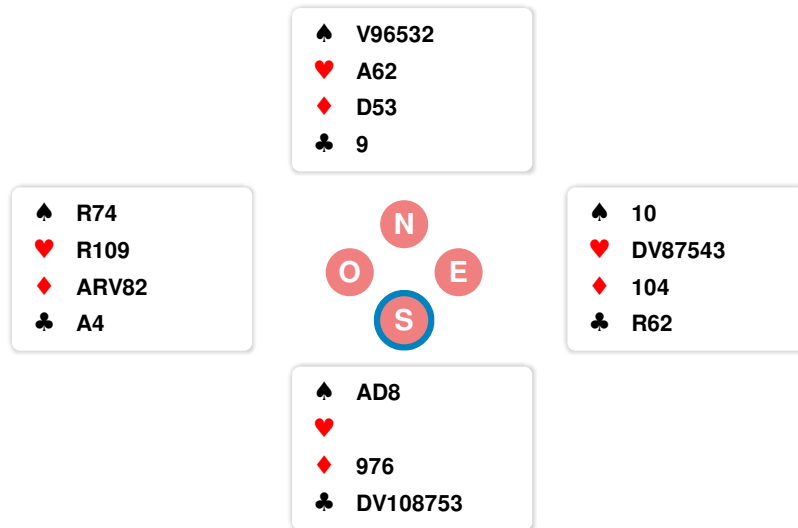 ♠ V96532
♥ A62
♦ D53
♣ 9
♠ R74
♥ R109
♦ ARV82
♣ A4
N
O E
S
♠ 10
♥ DV87543
♦ 104
♣ R62
♠ AD8
♥
♦ 976
♣ DV108753